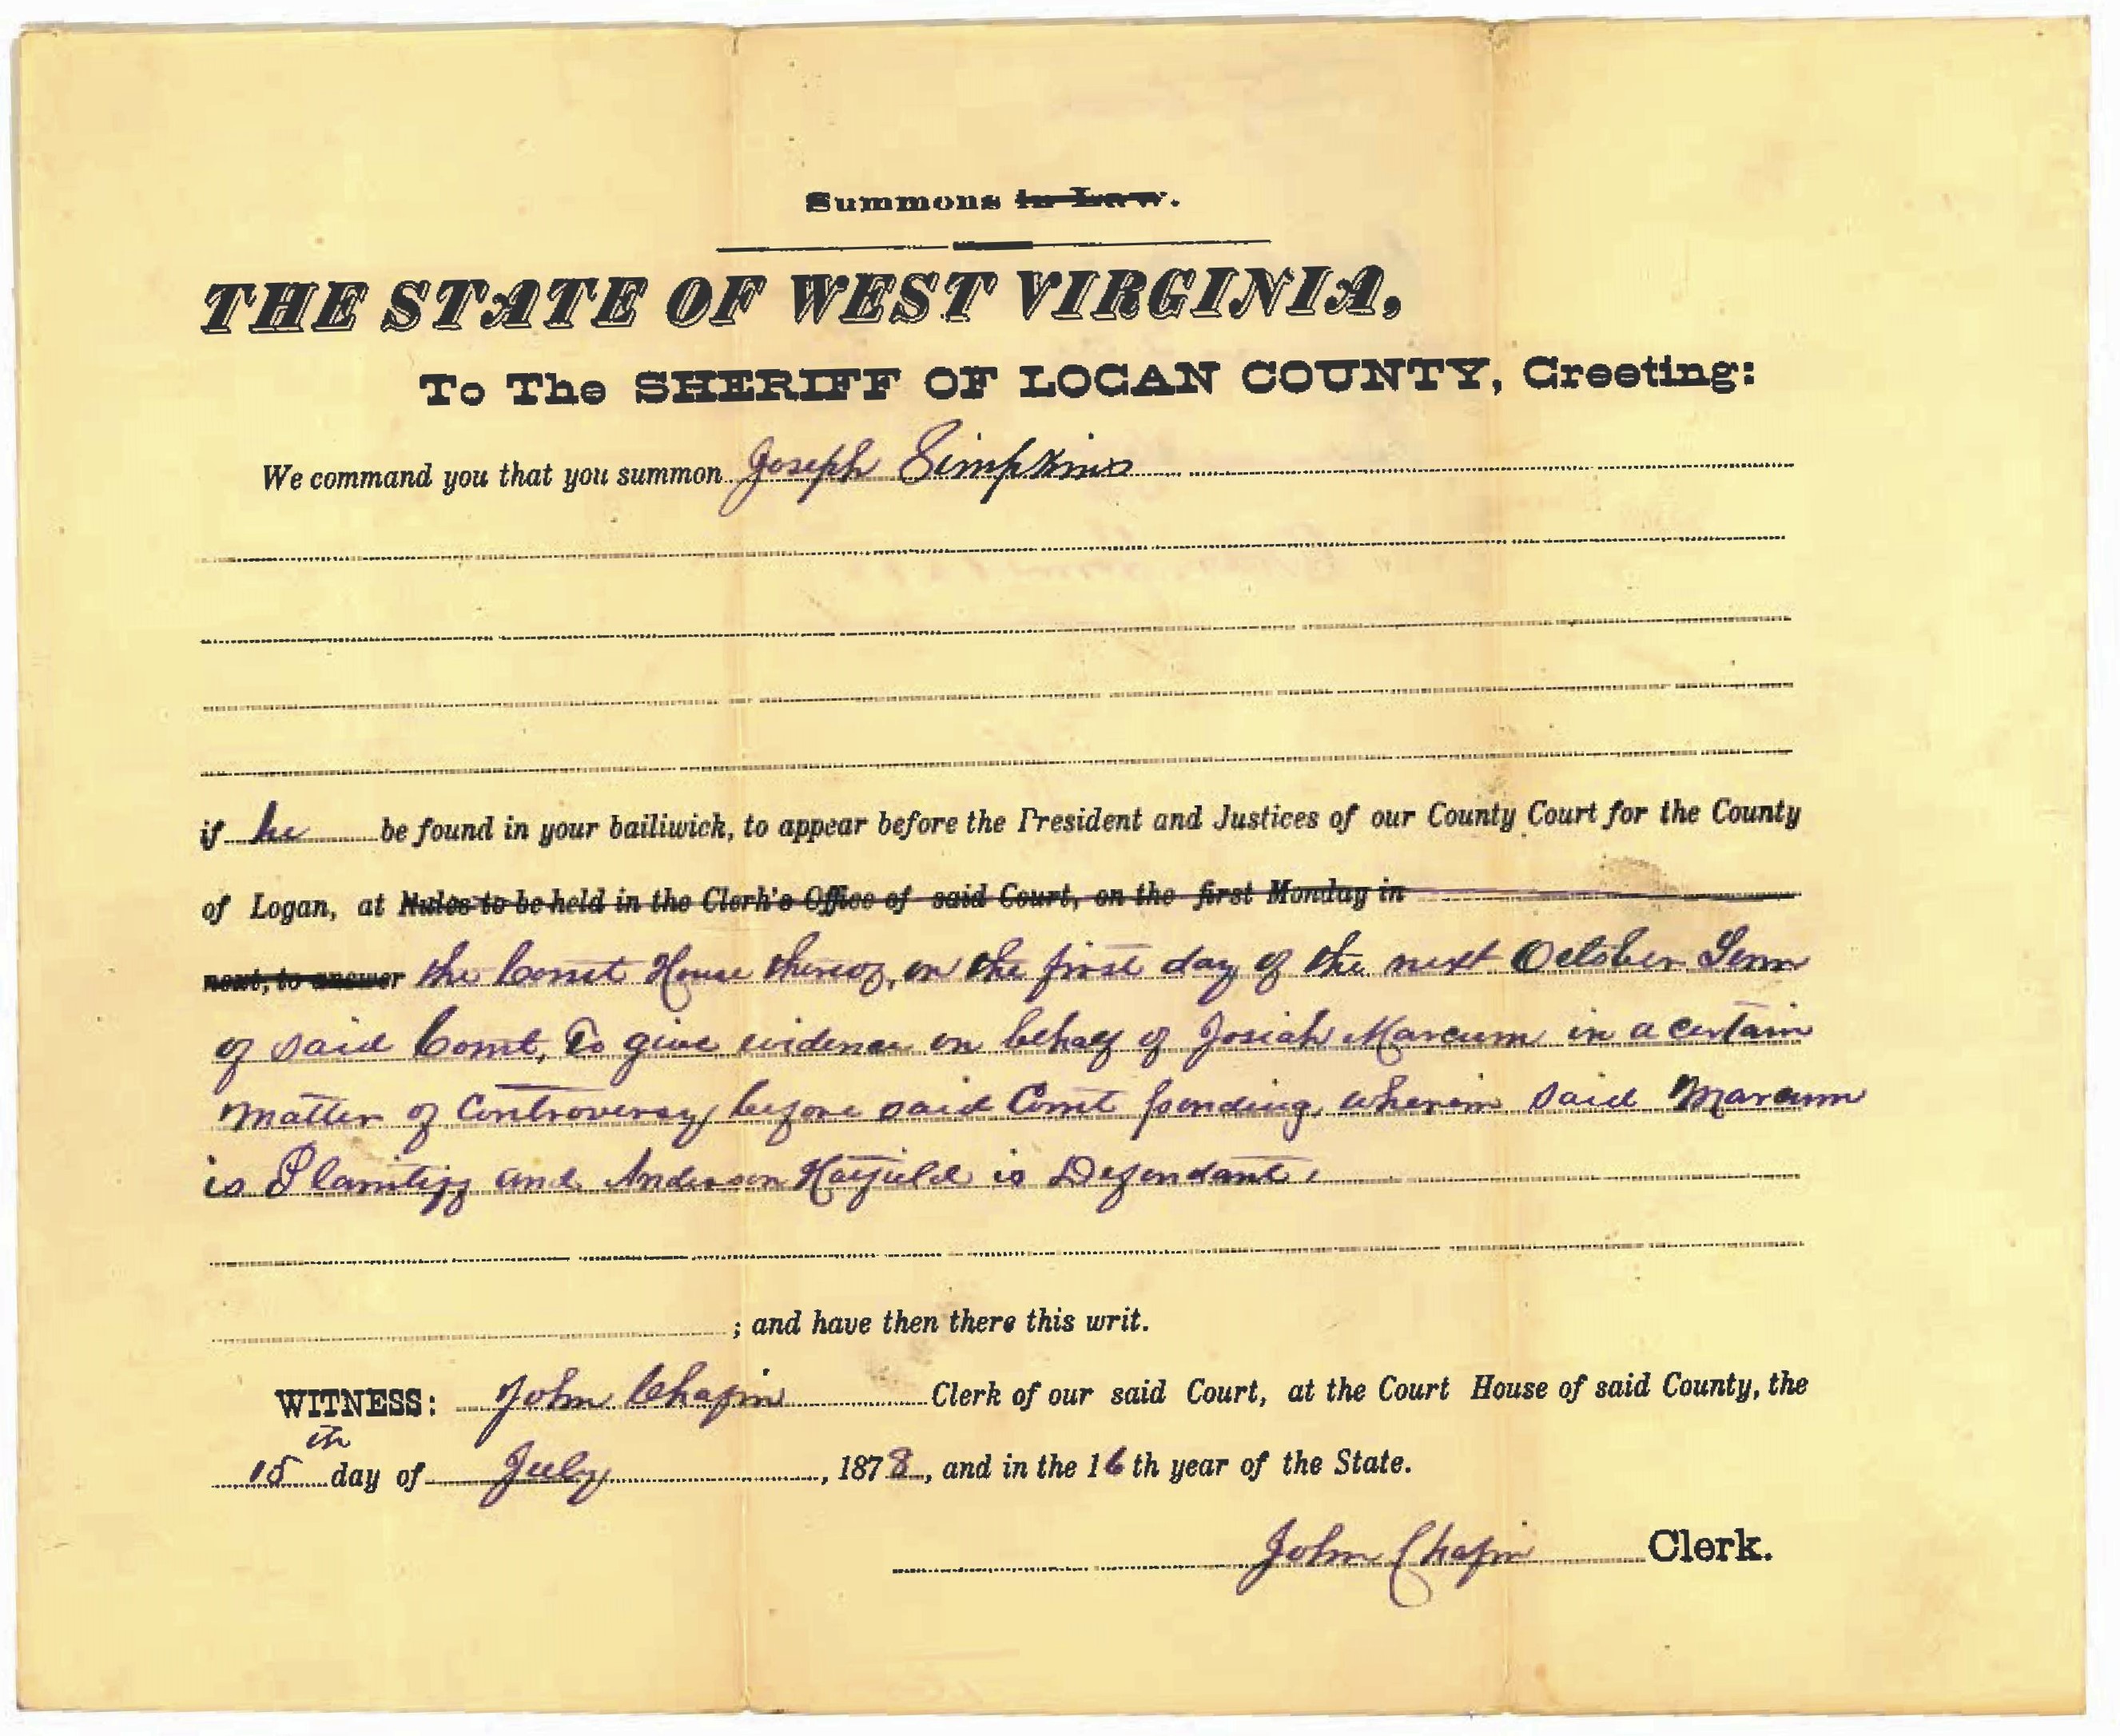 Summons in Law.
THE STATE OF WEST VIRGINIA,
To The SHERIFF OF LOGAN COUNTY, Greeting:
We command you that you summon Joseph Simpkins
if he be found in your bailiwick, to appear before the President and Justices of our County Court for the County
of Logan, at Rules to be held in the Clerk's Office of said Court, on the first Monday in
next, to answer the Court House thereof, on the first day of the next October Term
of said Court, To give evidence on behalf of Josiah Marcum in a certain
matter of Controversy before said Court pending, wherein said Marcum
is Plaintiff and Anderson Hatfield is Defendant,
; and have then there this writ.
WITNESS: John Chapin Clerk of our said Court, at the Court House of said County, the
15th day of July, 1878, and in the 16th year of the State.
John Chapin Clerk.